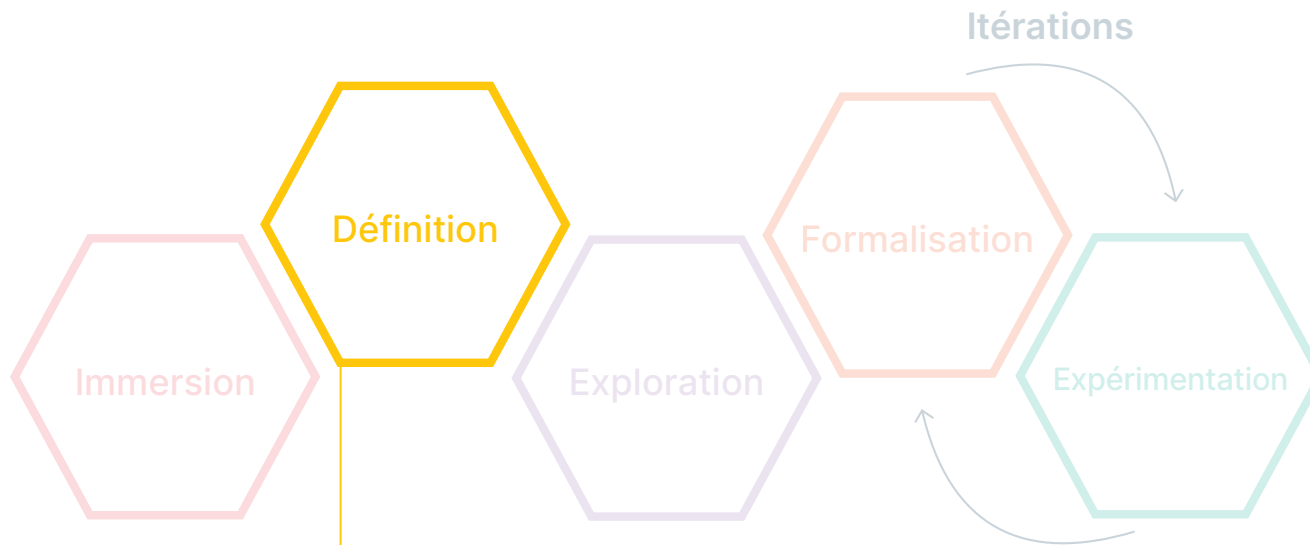 Itérations
Définition
Formalisation
Immersion
Exploration
Expérimentation